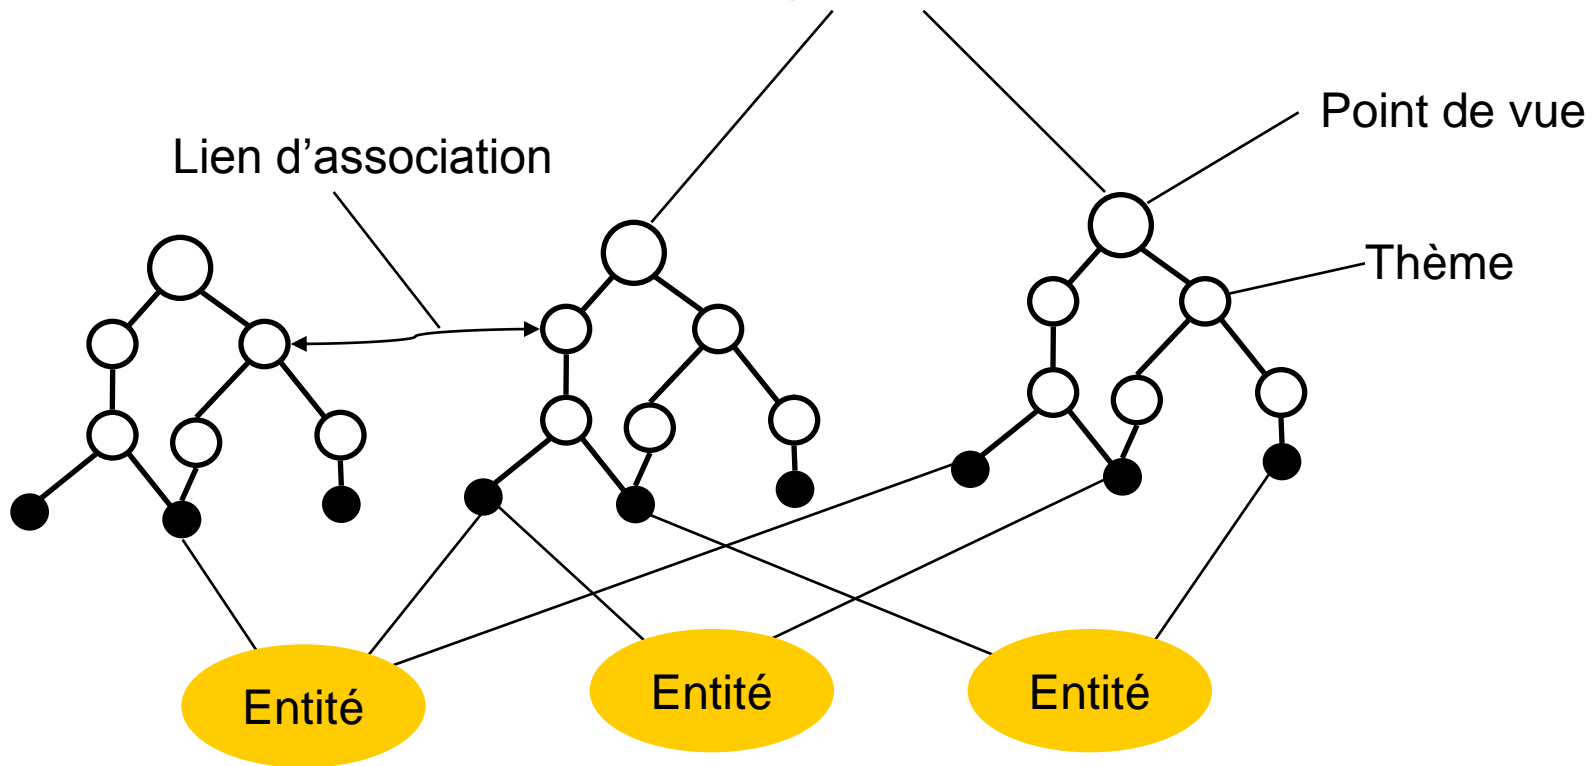 Point de vue
Lien d’association
Thème
Entité
Entité
Entité